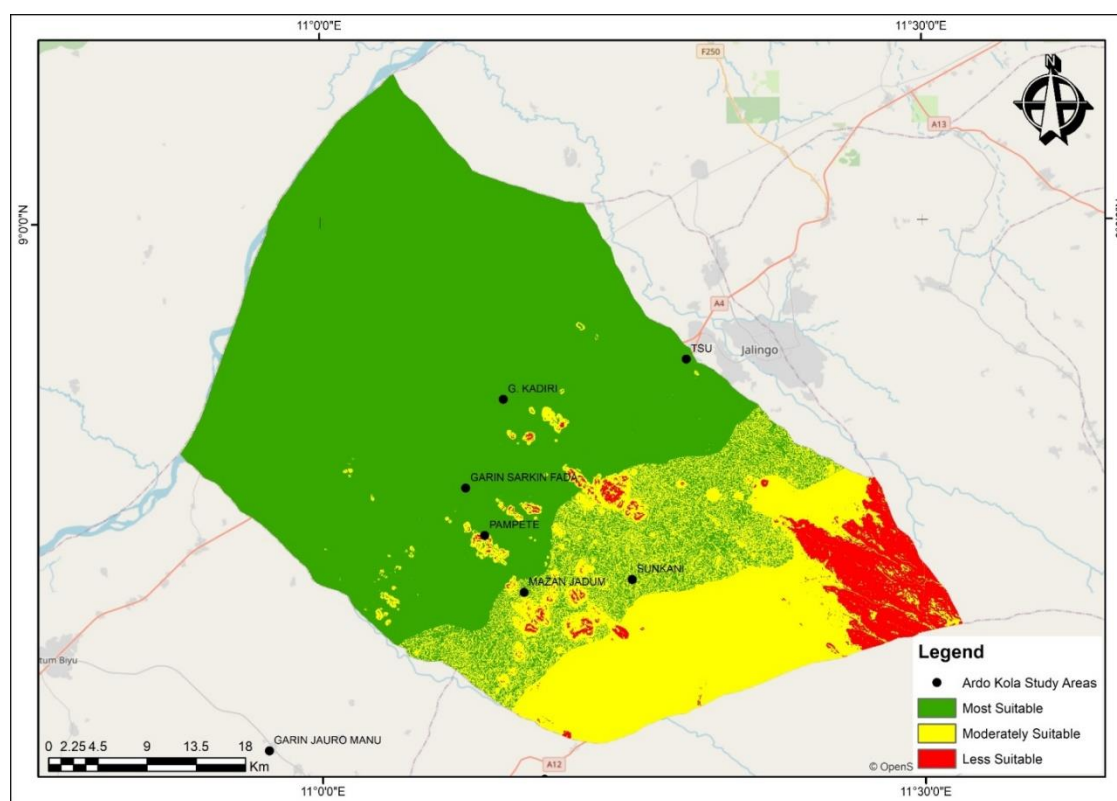 11°0'0"E
11°30'0"E
F250
N
A13
9°0'0"N
A4
TSU
Jalingo
G. KADIRI
GARIN SARKIN FADA
PAMPETE
SUNKANI
MAZAN JADUM
tum Biyu
GARIN JAURO MANU
Legend
Ardo Kola Study Areas
Most Suitable
Moderately Suitable
Less Suitable
0 2.25 4.5 9 13.5 18
Km
A12
© OpenS
11°0'0"E
11°30'0"E